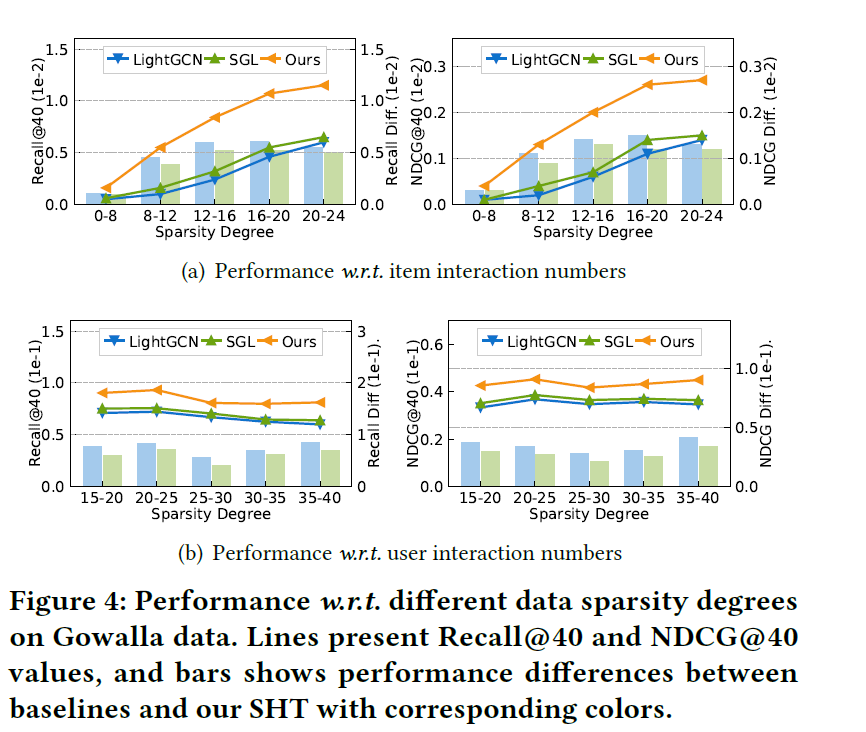 LightGCN SGL Ours
Recall@40 (1e-2)
1.5
1.0
0.5
0.0
1.5
1.0
0.5
0.0
Recall Diff. (1e-2)
0-8 8-12 12-16 16-20 20-24
Sparsity Degree
LightGCN SGL Ours
NDCG@40 (1e-2)
0.3
0.2
0.1
0.0
0.3
0.2
0.1
0.0
NDCG Diff. (1e-2)
0-8 8-12 12-16 16-20 20-24
Sparsity Degree
(a) Performance w.r.t. item interaction numbers
LightGCN SGL Ours
Recall@40 (1e-1)
1.5
1.0
0.5
0.0
3
2
1
0
Recall Diff (1e-1).
15-20 20-25 25-30 30-35 35-40
Sparsity Degree
LightGCN SGL Ours
NDCG@40 (1e-1)
0.6
0.4
0.2
0.0
1.0
0.5
0.0
NDCG Diff (1e-1).
15-20 20-25 25-30 30-35 35-40
Sparsity Degree
(b) Performance w.r.t. user interaction numbers
Figure 4: Performance w.r.t. different data sparsity degrees
on Gowalla data. Lines present Recall@40 and NDCG@40
values, and bars shows performance differences between
baselines and our SHT with corresponding colors.